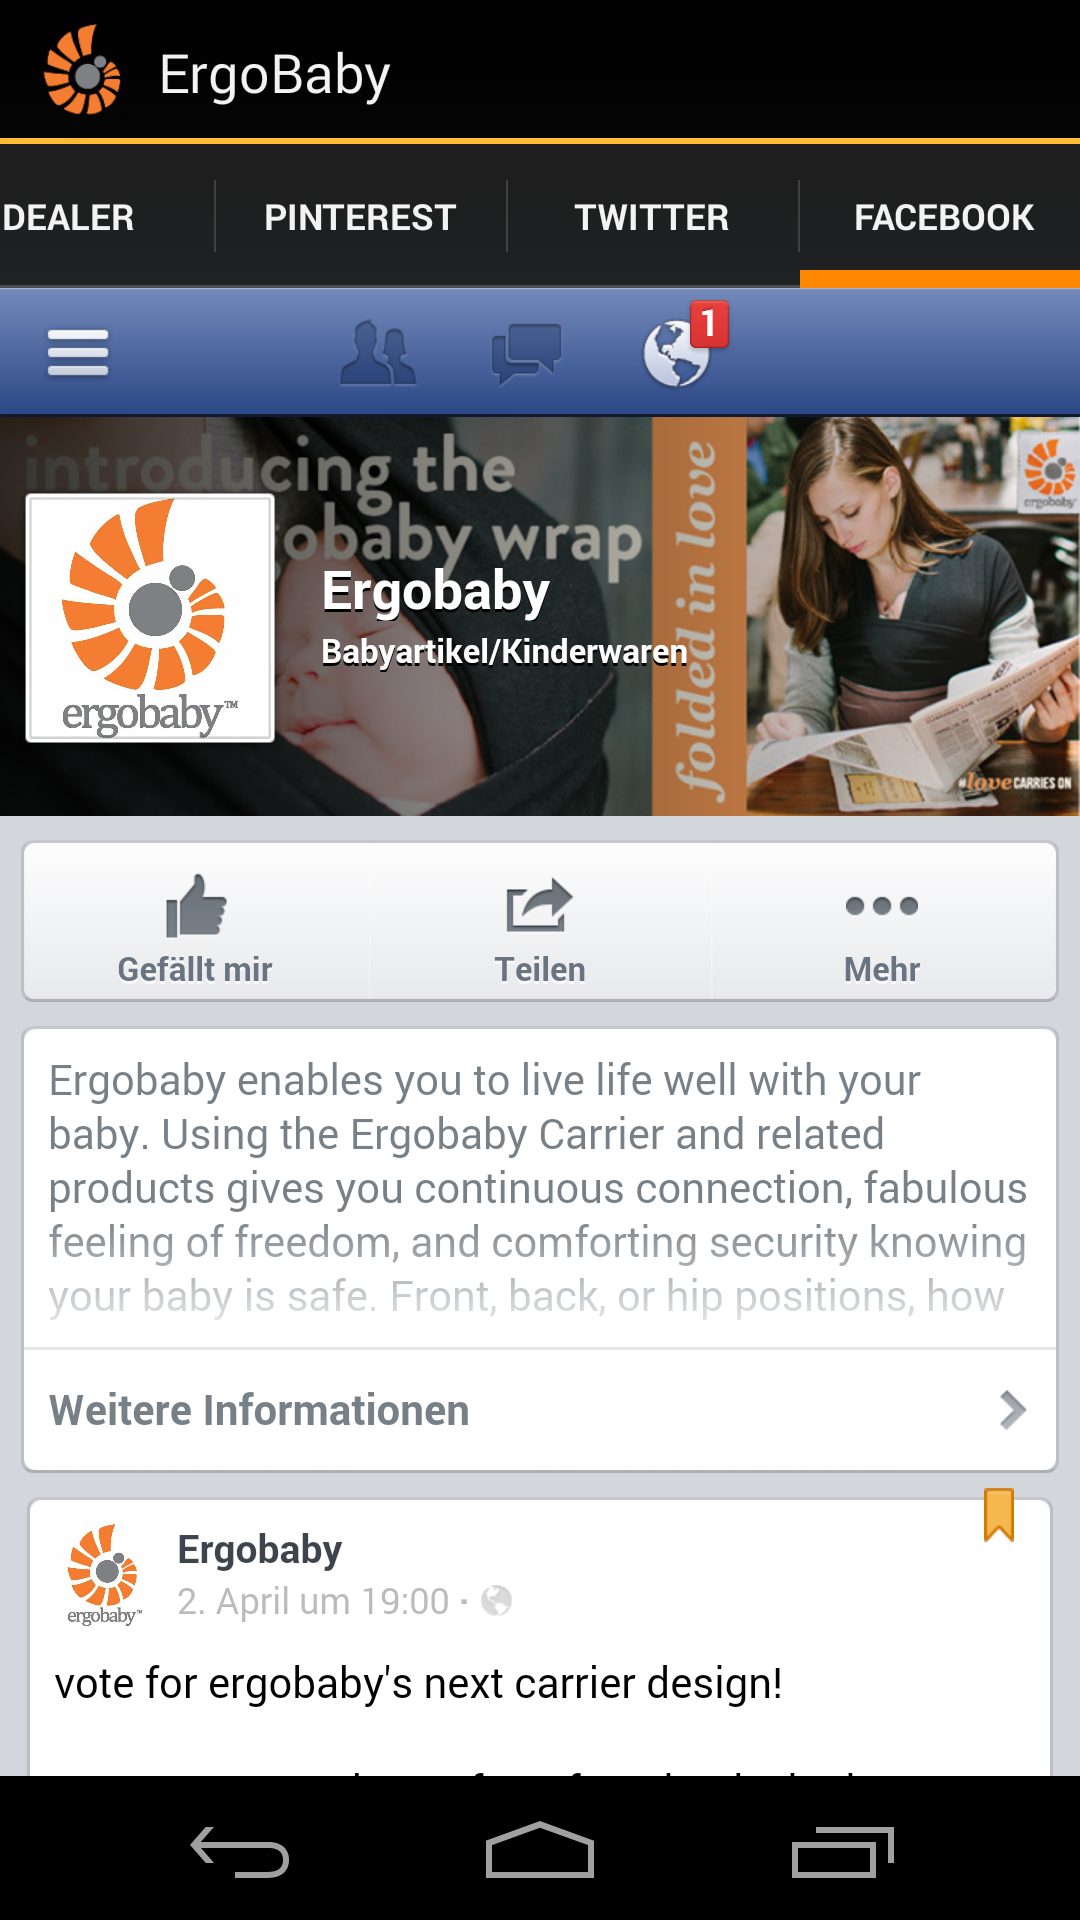 ErgoBaby
DEALER
PINTEREST
TWITTER
FACEBOOK
1
introducing the
obaby wrap
folded in love
ergobaby
#love CARRIES ON
ergobaby™
Ergobaby
Babyartikel/Kinderwaren
Gefällt mir
Teilen
Mehr
Ergobaby enables you to live life well with your
baby. Using the Ergobaby Carrier and related
products gives you continuous connection, fabulous
feeling of freedom, and comforting security knowing
your baby is safe. Front, back, or hip positions, how
Weitere Informationen
ergobaby™
Ergobaby
2. April um 19:00 ·
vote for ergobaby's next carrier design!